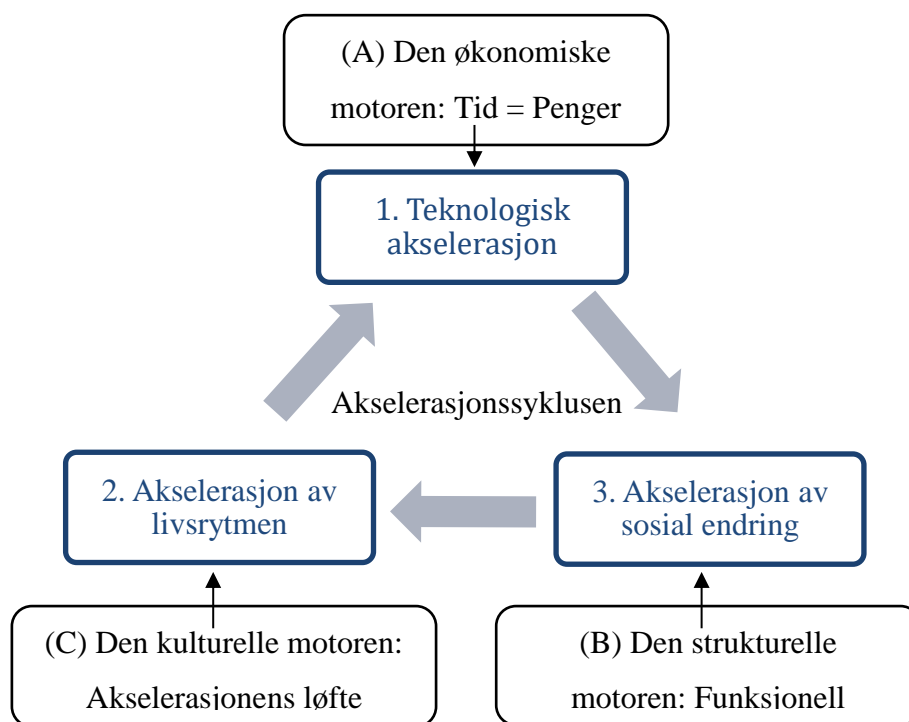 (A) Den økonomiske
motoren: Tid = Penger
1. Teknologisk
akselerasjon
Akselerasjonssyklusen
2. Akselerasjon av
livsrytmen
3. Akselerasjon av
sosial endring
(C) Den kulturelle motoren:
Akselerasjonens løfte
(B) Den strukturelle
motoren: Funksjonell